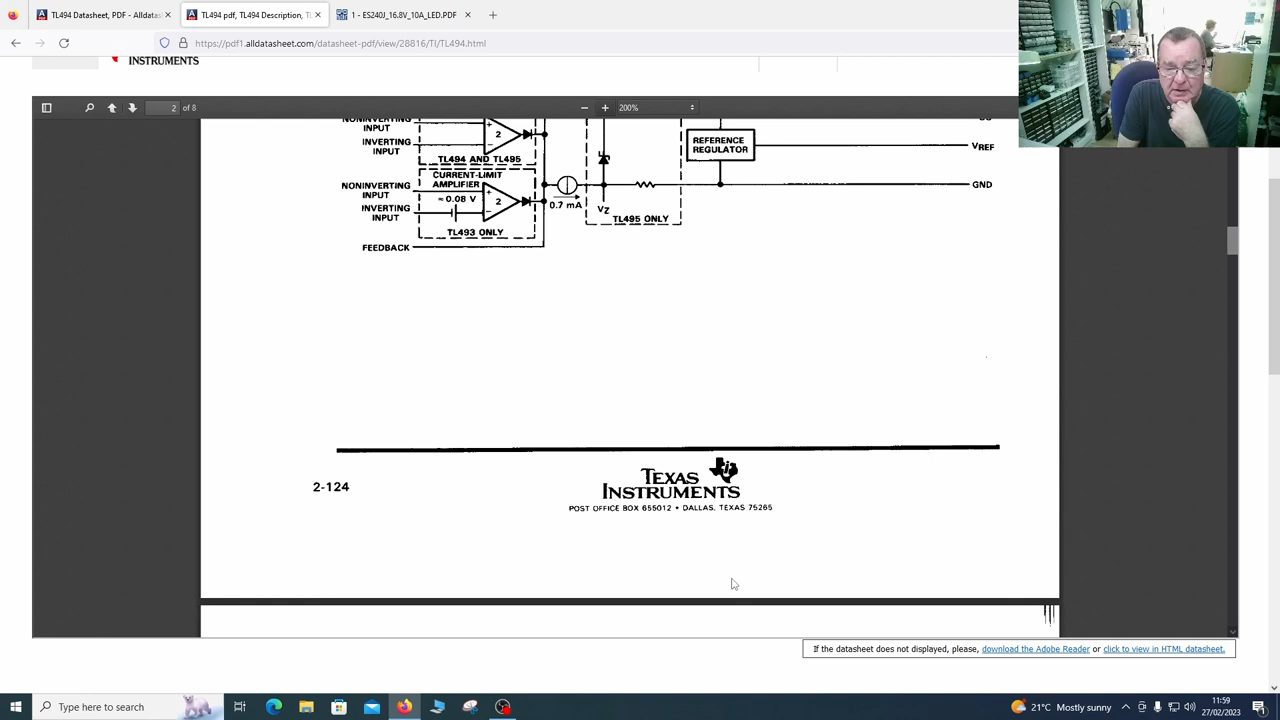 TL494 Datasheet, PDF - Alldatas
TL494 pdf, TL494 Description, TL
1 - ES240J_16.8V_10A_LED.PDF
https://pdf1.alldatasheet.com/datasheet-pdf/view/28816/TI/TL494.html
INSTRUMENTS
2 of 8
200%
NONINVERTING
INPUT
INVERTING
INPUT
+
2
−
TL494 AND TL495
CURRENT-LIMIT
AMPLIFIER
≈ 0.08 V
NONINVERTING
INPUT
INVERTING
INPUT
+
2
−
TL493 ONLY
FEEDBACK
0.7 mA
VZ
TL495 ONLY
REFERENCE
REGULATOR
VREF
GND
2-124
TEXAS
INSTRUMENTS
POST OFFICE BOX 655012 • DALLAS, TEXAS 75265
If the datasheet does not displayed, please, download the Adobe Reader or click to view in HTML datasheet.
Type here to search
21°C Mostly sunny
11:59
27/02/2023
1